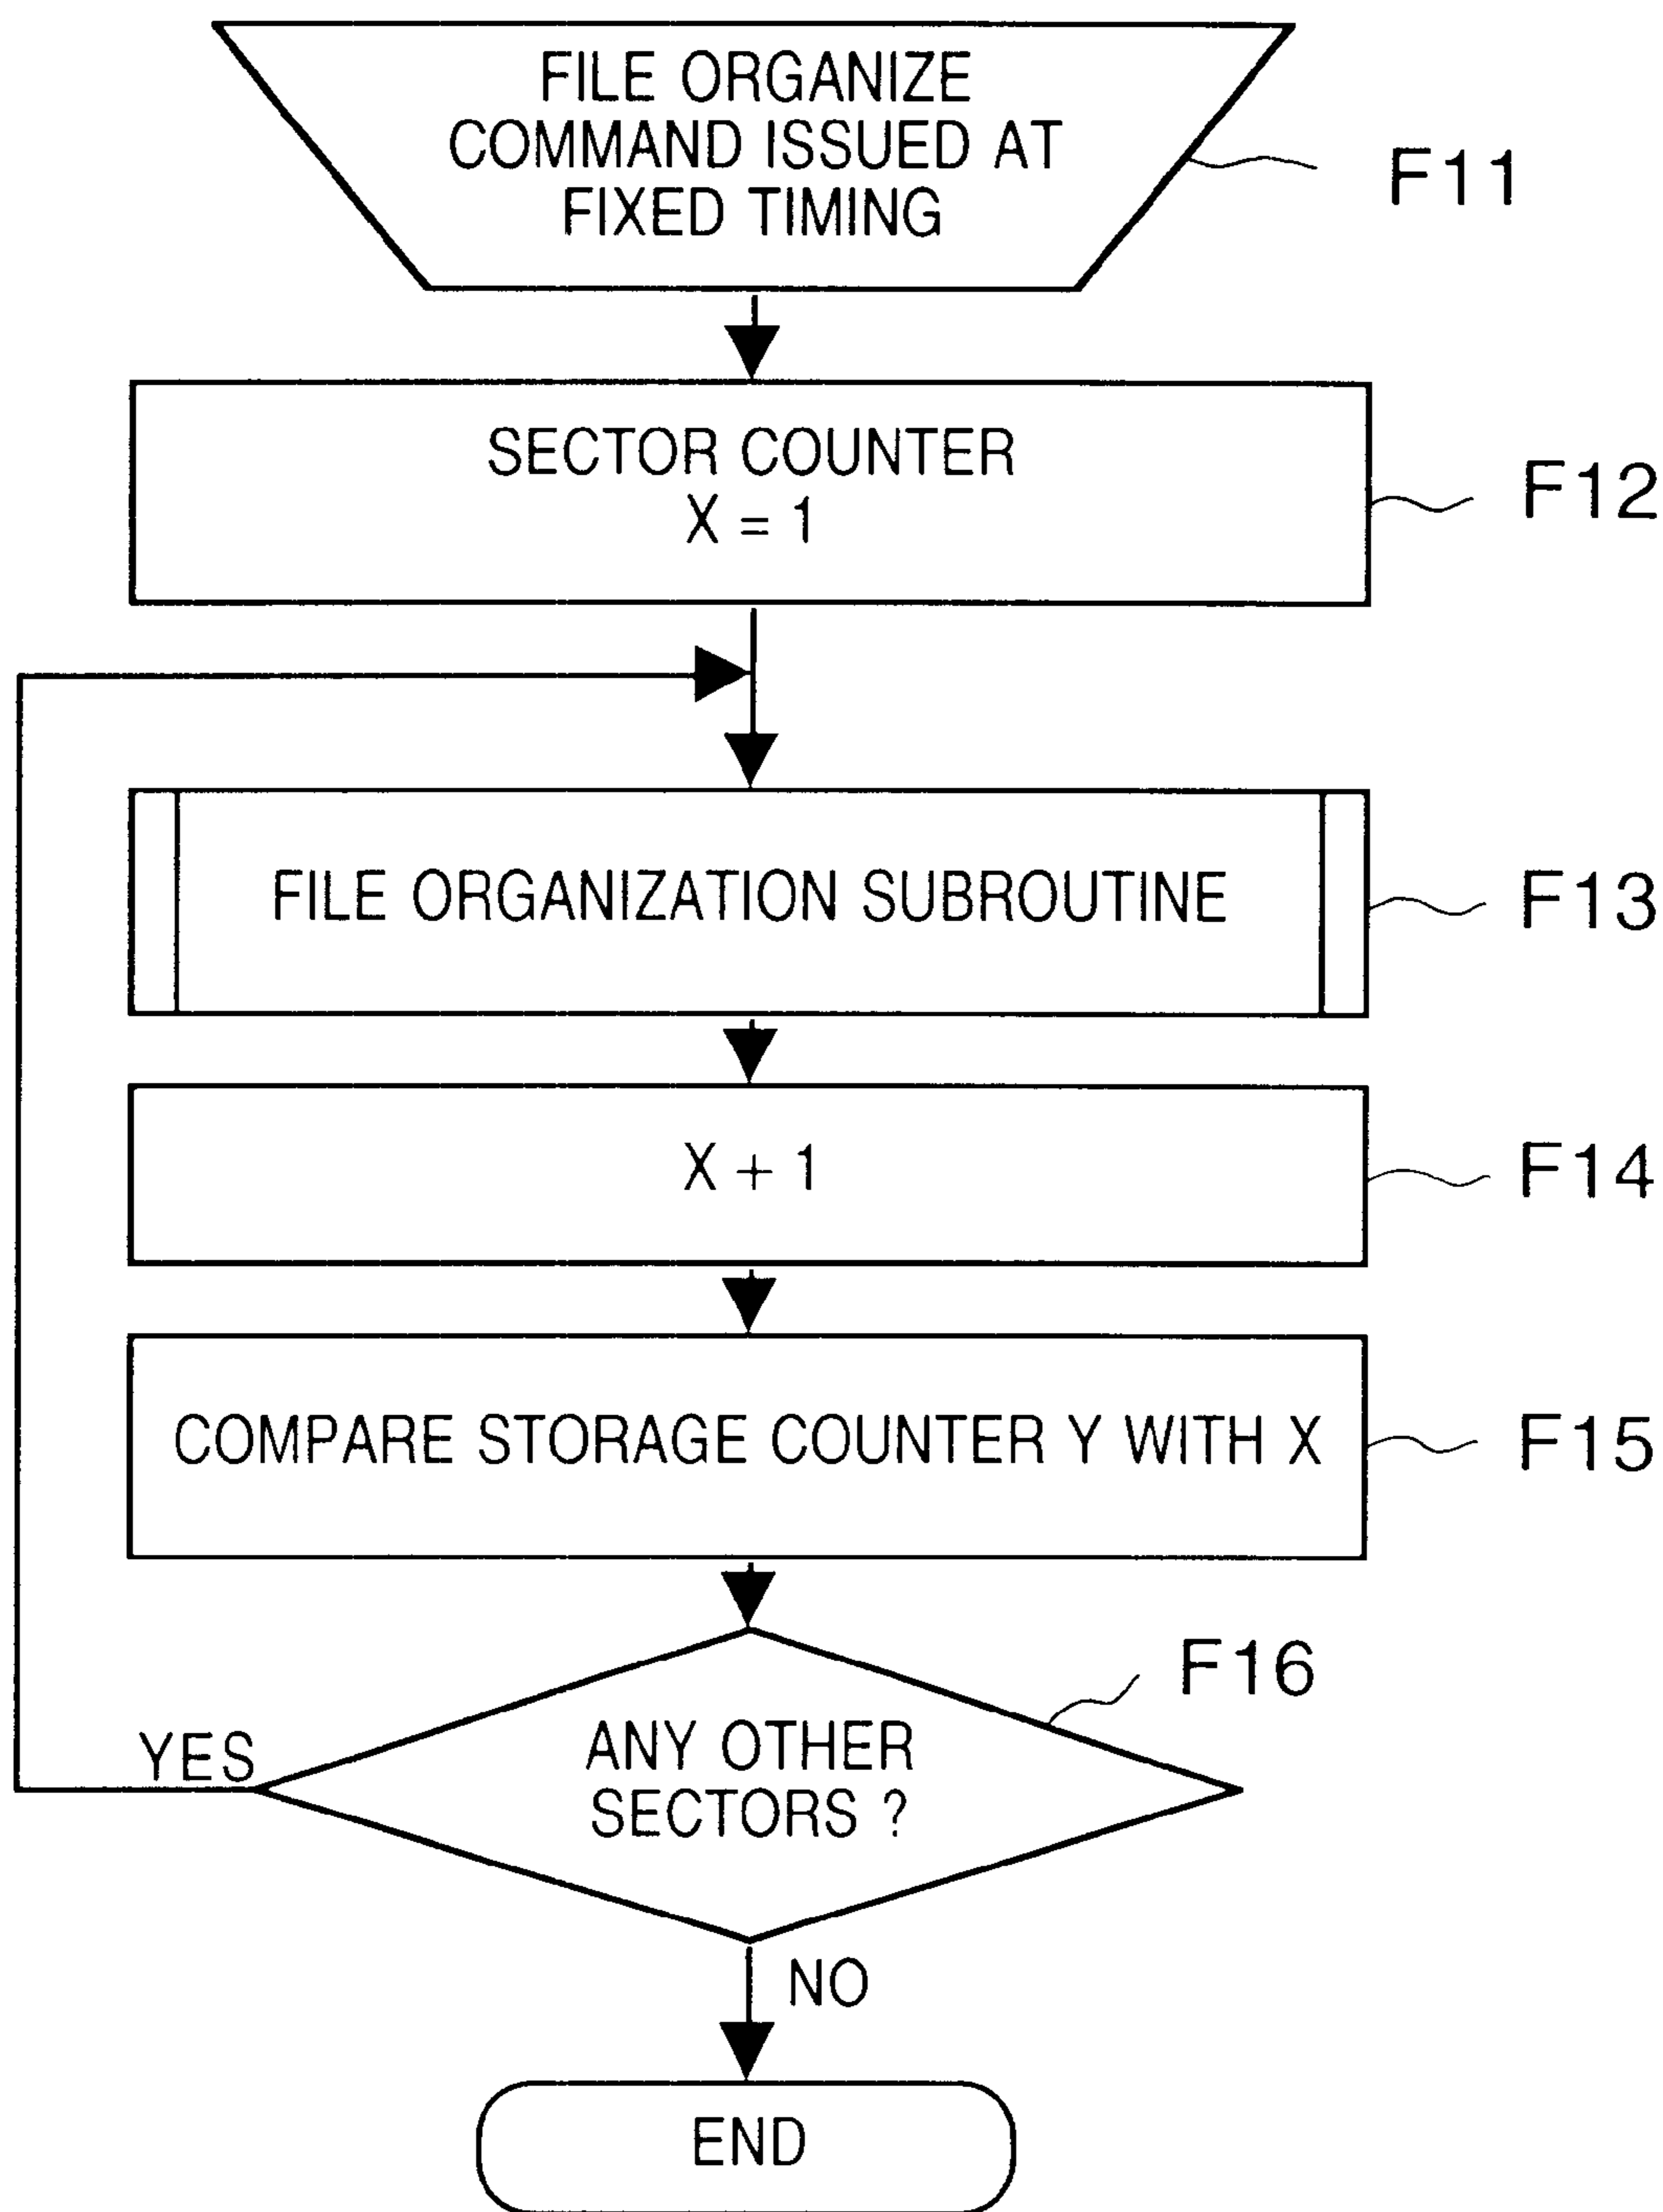 FILE ORGANIZE
COMMAND ISSUED AT
FIXED TIMING
F11
SECTOR COUNTER
X = 1
F12
FILE ORGANIZATION SUBROUTINE
F13
X + 1
F14
COMPARE STORAGE COUNTER Y WITH X
F15
F16
YES
ANY OTHER
SECTORS ?
NO
END